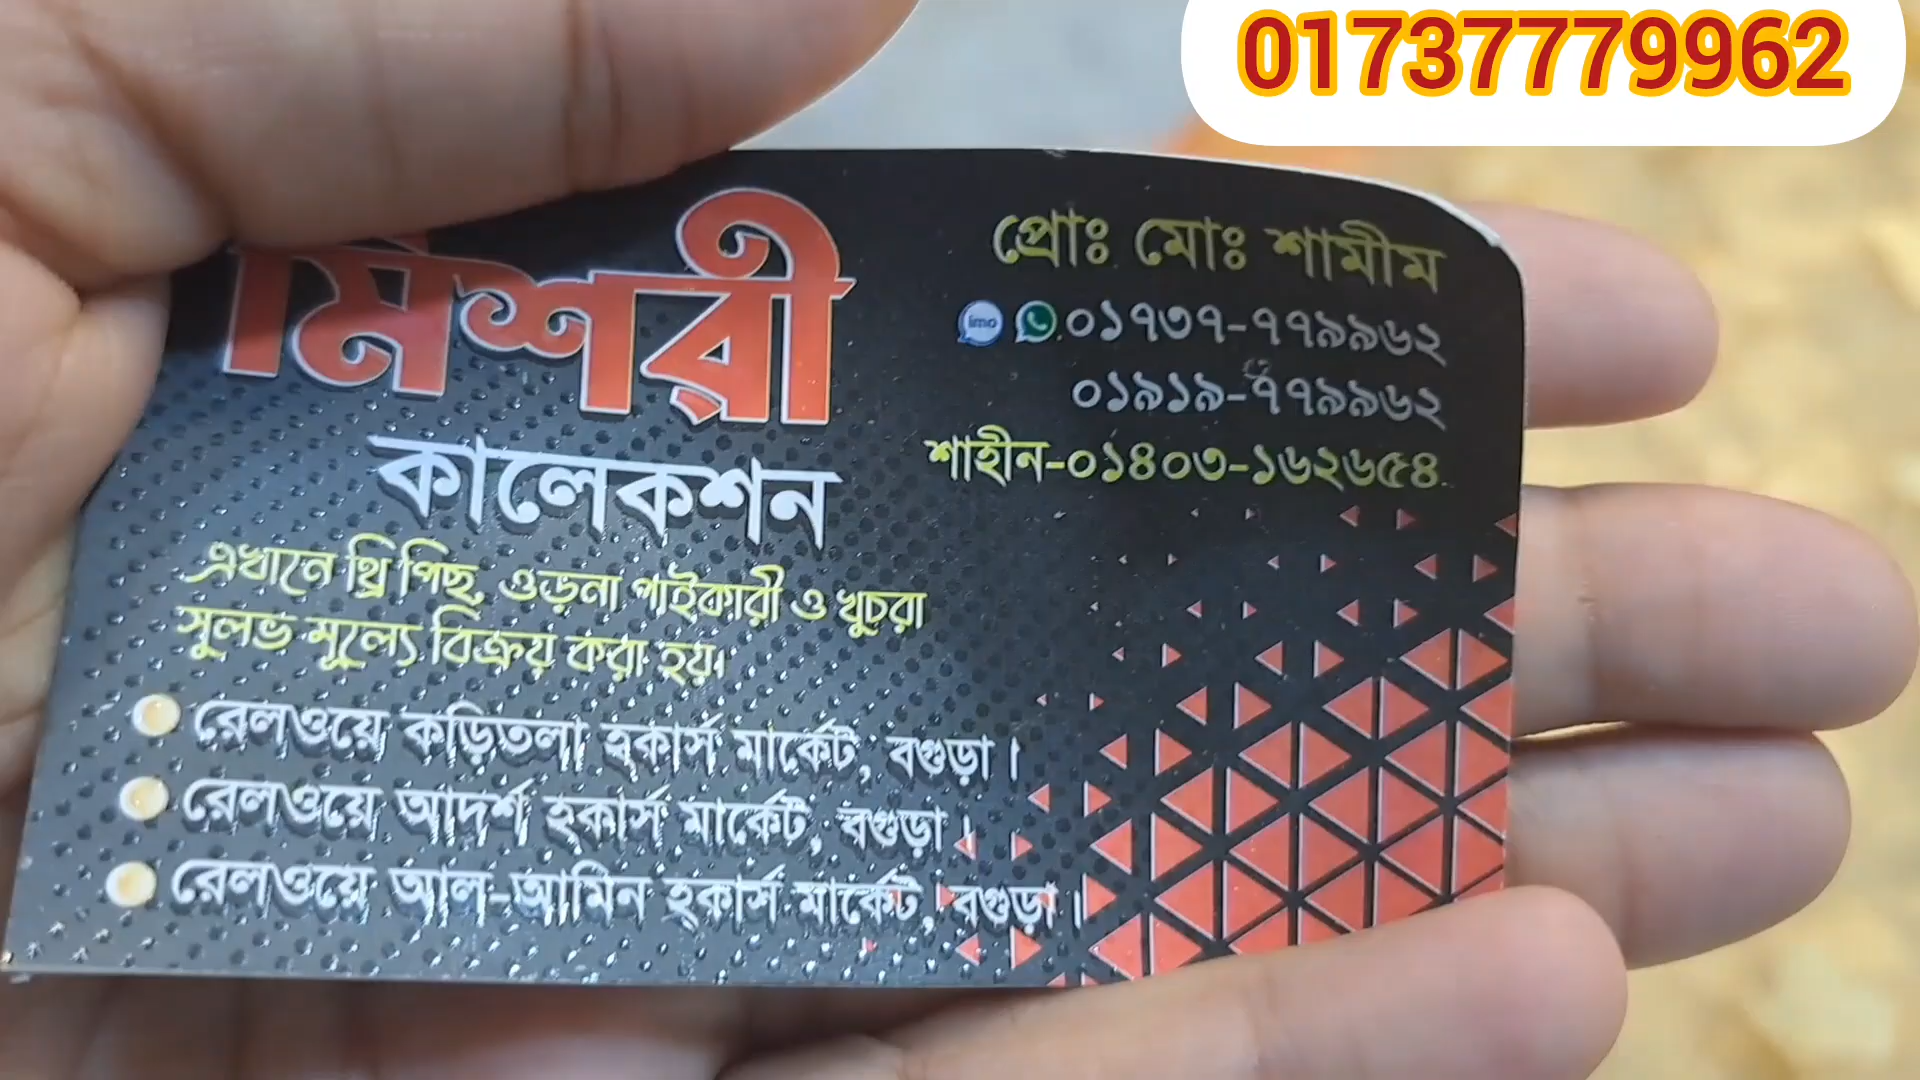 01737779962
মিশরী
কালেকশন
প্রোঃ মোঃ শামীম
imo ০১৭৩৭-৭৭৯৯৬২
০১৯১৯-৭৭৯৯৬২
শাহীন-০১৪০৩-১৬২৬৫৪
এখানে থ্রি পিছ, ওড়না পাইকারী ও খুচরা
সুলভ মূল্যে বিক্রয় করা হয়।
রেলওয়ে কড়িতলা হকার্স মার্কেট, বগুড়া।
রেলওয়ে আদর্শ হকার্স মার্কেট, বগুড়া।
রেলওয়ে আল-আমিন হকার্স মার্কেট, বগুড়া।